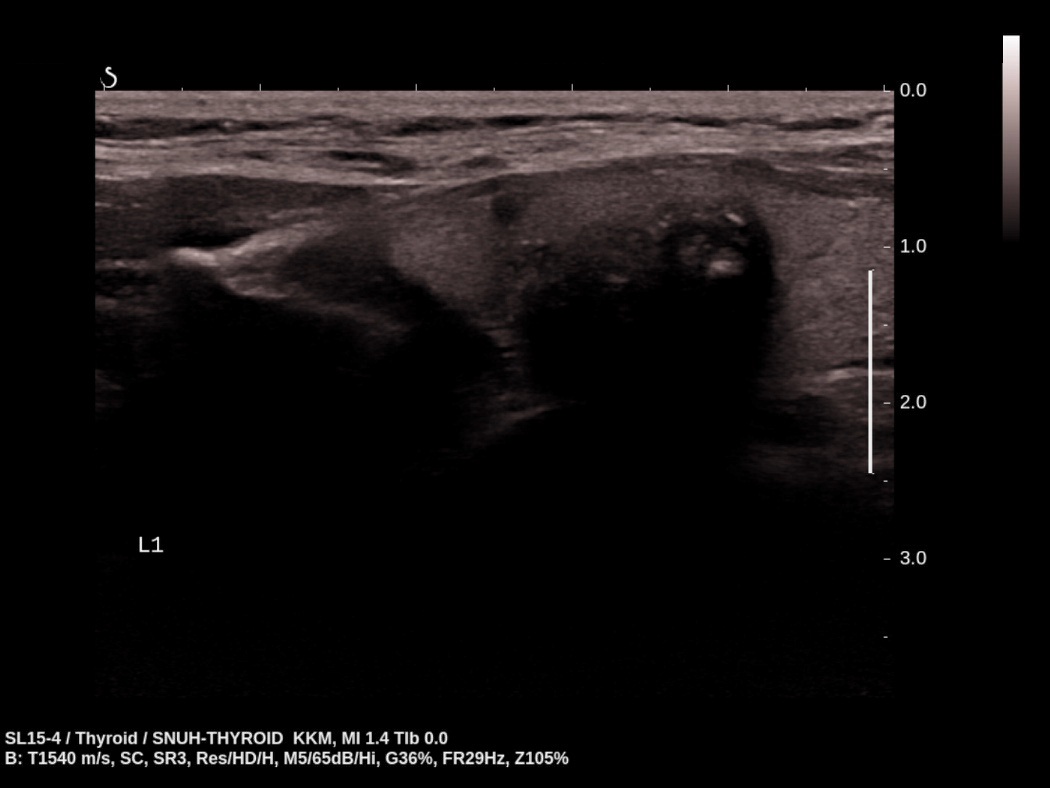 S
0.0
1.0
2.0
L1
3.0
SL15-4 / Thyroid / SNUH-THYROID KKM, MI 1.4 TIb 0.0
B: T1540 m/s, SC, SR3, Res/HD/H, M5/65dB/Hi, G36%, FR29Hz, Z105%